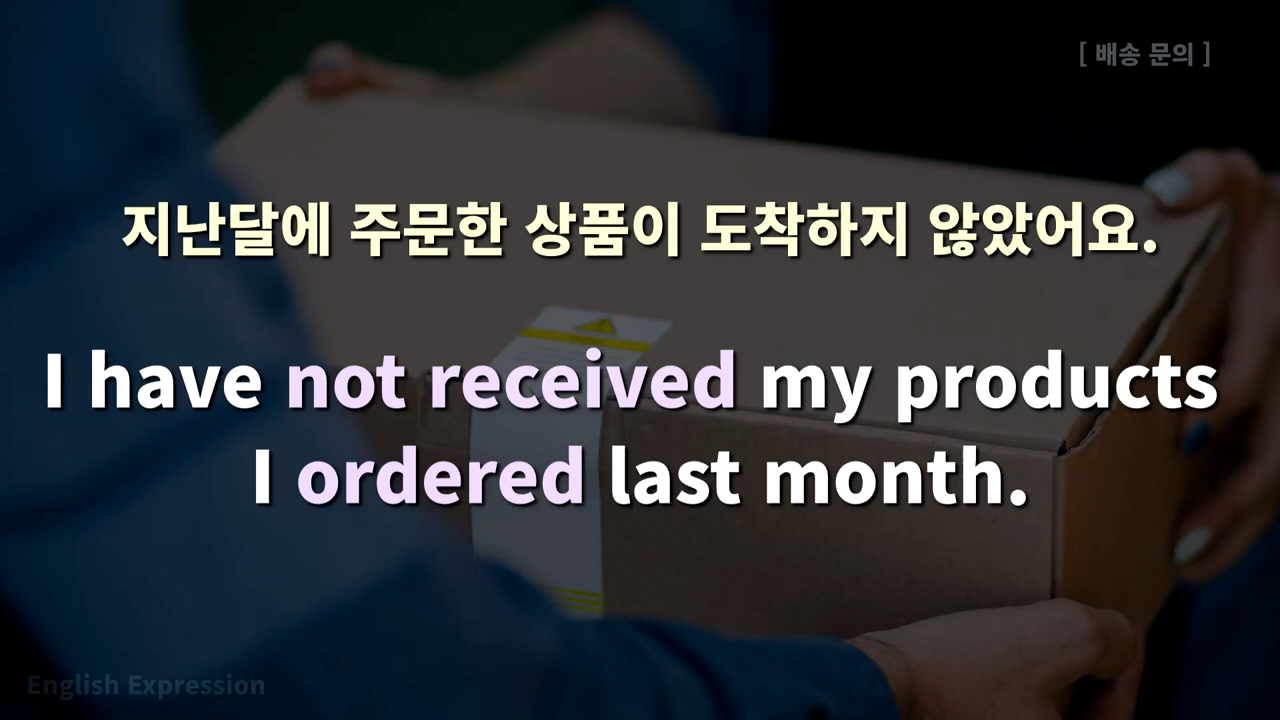 [ 배송 문의 ]
지난달에 주문한 상품이 도착하지 않았어요.
I have not received my products
I ordered last month.
English Expression